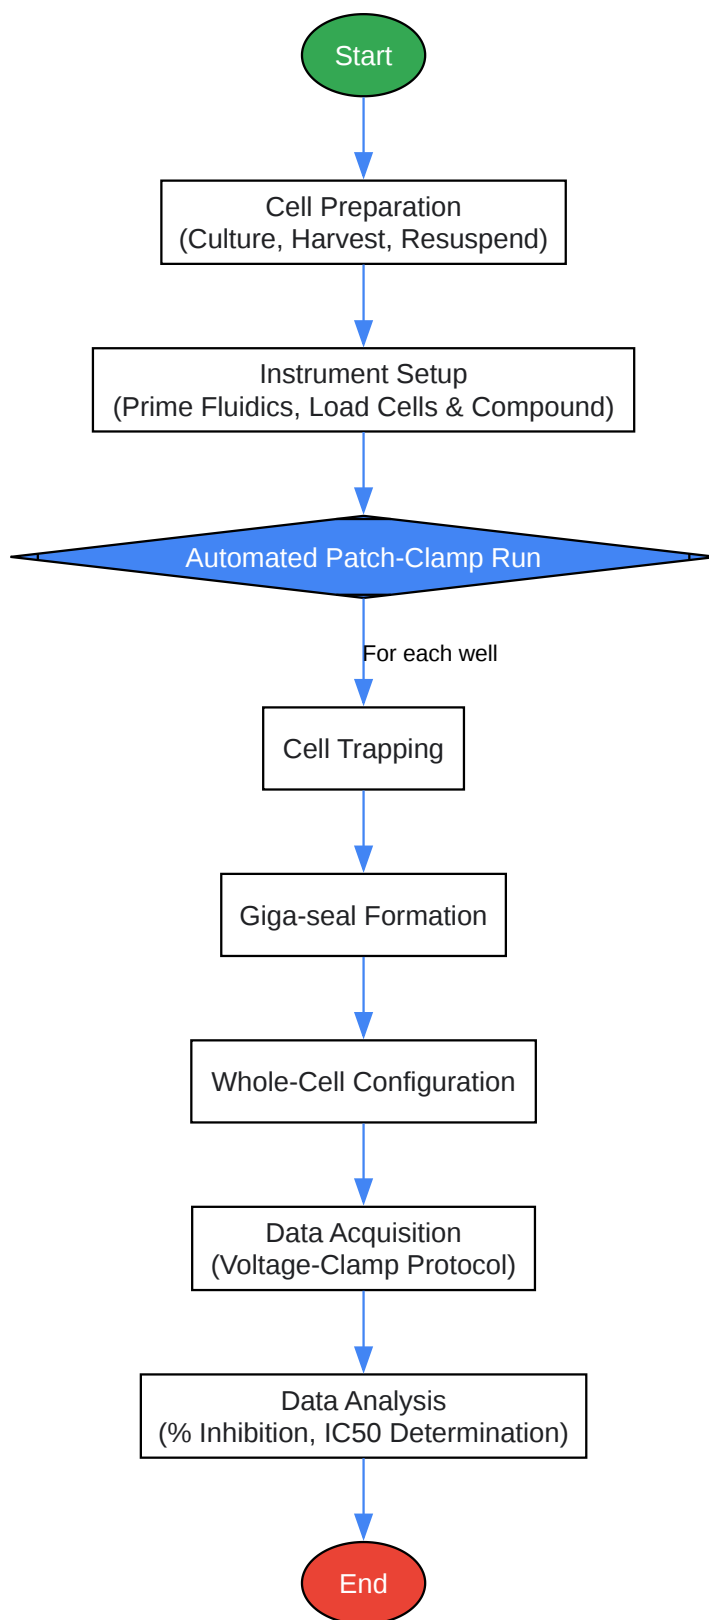 Start
Cell Preparation
(Culture, Harvest, Resuspend)
Instrument Setup
(Prime Fluidics, Load Cells & Compound)
Automated Patch-Clamp Run
For each well
Cell Trapping
Giga-seal Formation
Whole-Cell Configuration
Data Acquisition
(Voltage-Clamp Protocol)
Data Analysis
(% Inhibition, IC50 Determination)
End